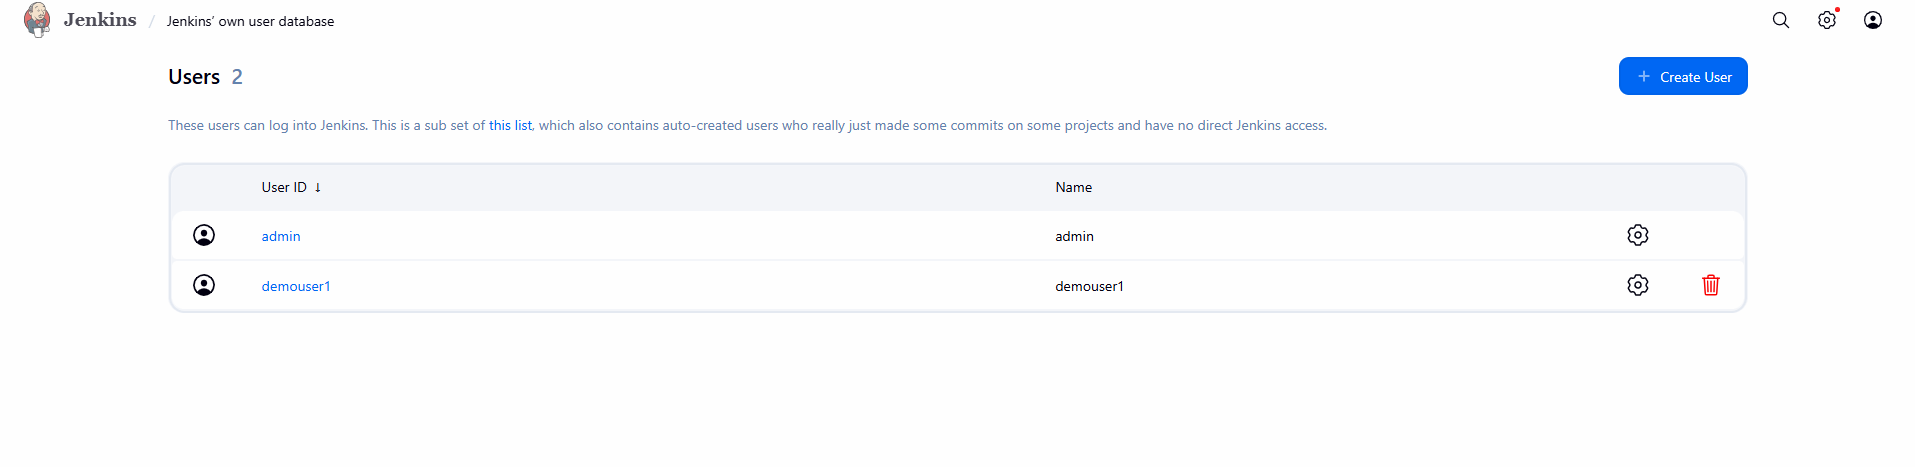 Jenkins / Jenkins’ own user database
Users 2
+ Create User
These users can log into Jenkins. This is a sub set of this list, which also contains auto-created users who really just made some commits on some projects and have no direct Jenkins access.
User ID ↓ Name
admin admin
demouser1 demouser1